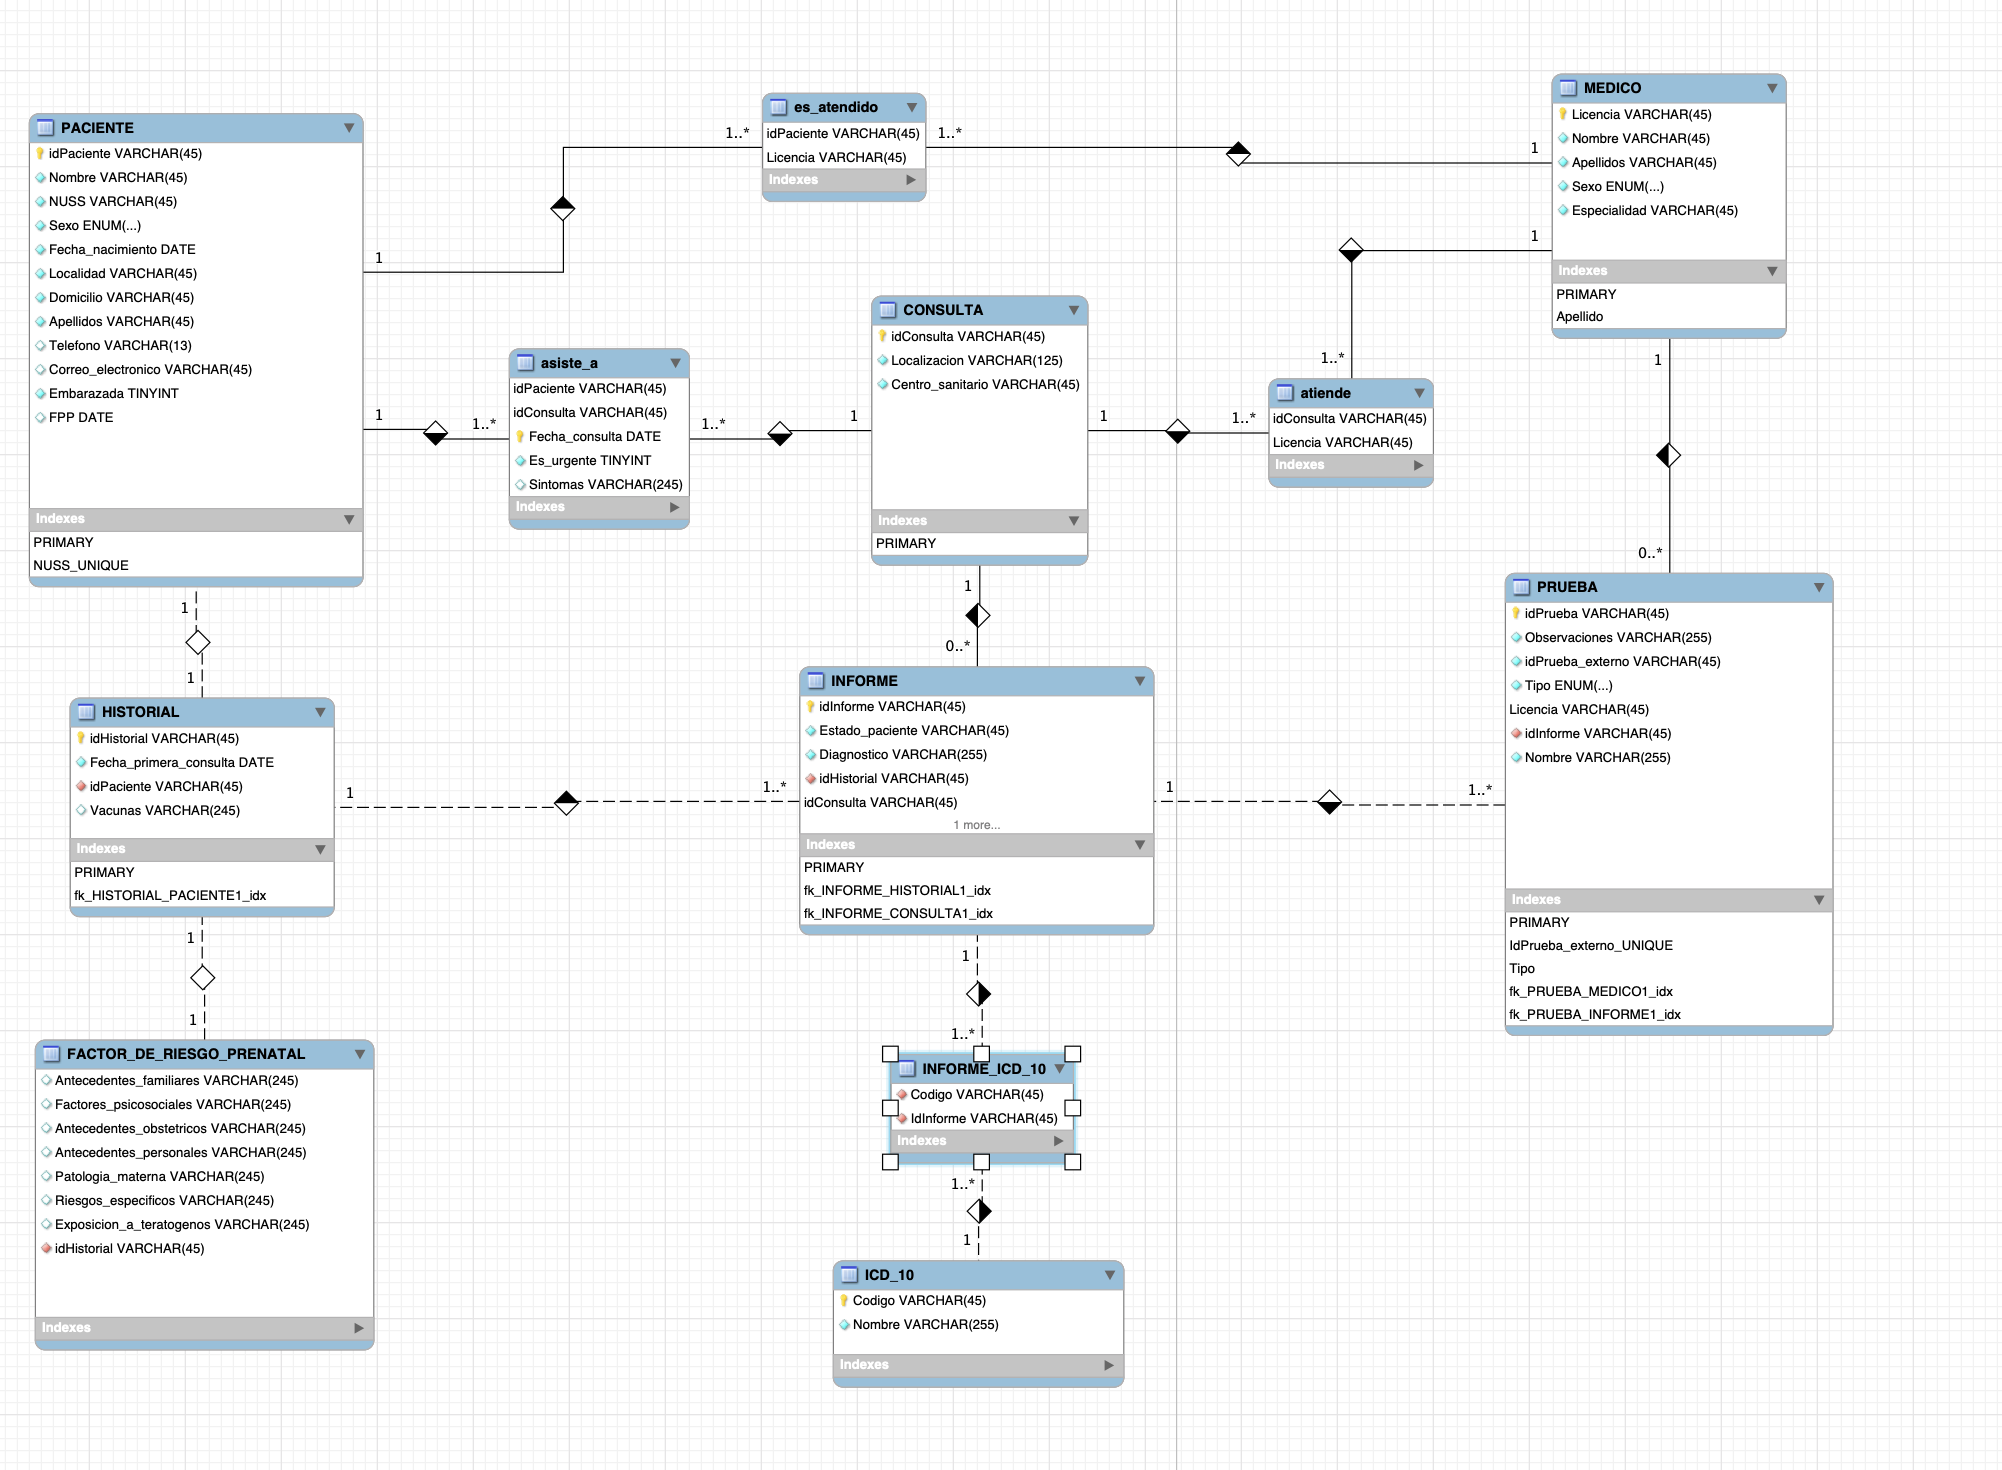 PACIENTE
idPaciente VARCHAR(45)
Nombre VARCHAR(45)
NUSS VARCHAR(45)
Sexo ENUM(...)
Fecha_nacimiento DATE
Localidad VARCHAR(45)
Domicilio VARCHAR(45)
Apellidos VARCHAR(45)
Telefono VARCHAR(13)
Correo_electronico VARCHAR(45)
Embarazada TINYINT
FPP DATE
Indexes
PRIMARY
NUSS_UNIQUE
1
1..*
es_atendido
idPaciente VARCHAR(45)
Licencia VARCHAR(45)
Indexes
1..*
1
MEDICO
Licencia VARCHAR(45)
Nombre VARCHAR(45)
Apellidos VARCHAR(45)
Sexo ENUM(...)
Especialidad VARCHAR(45)
Indexes
PRIMARY
Apellido
1
1..*
asiste_a
idPaciente VARCHAR(45)
idConsulta VARCHAR(45)
Fecha_consulta DATE
Es_urgente TINYINT
Sintomas VARCHAR(245)
Indexes
1..*
1
CONSULTA
idConsulta VARCHAR(45)
Localizacion VARCHAR(125)
Centro_sanitario VARCHAR(45)
Indexes
PRIMARY
1
1..*
atiende
idConsulta VARCHAR(45)
Licencia VARCHAR(45)
Indexes
1..*
1
1
0..*
PRUEBA
idPrueba VARCHAR(45)
Observaciones VARCHAR(255)
idPrueba_externo VARCHAR(45)
Tipo ENUM(...)
Licencia VARCHAR(45)
idInforme VARCHAR(45)
Nombre VARCHAR(255)
Indexes
PRIMARY
IdPrueba_externo_UNIQUE
Tipo
fk_PRUEBA_MEDICO1_idx
fk_PRUEBA_INFORME1_idx
1
1
HISTORIAL
idHistorial VARCHAR(45)
Fecha_primera_consulta DATE
idPaciente VARCHAR(45)
Vacunas VARCHAR(245)
Indexes
PRIMARY
fk_HISTORIAL_PACIENTE1_idx
1
1..*
1
0..*
INFORME
idInforme VARCHAR(45)
Estado_paciente VARCHAR(45)
Diagnostico VARCHAR(255)
idHistorial VARCHAR(45)
idConsulta VARCHAR(45)
1 more...
Indexes
PRIMARY
fk_INFORME_HISTORIAL1_idx
fk_INFORME_CONSULTA1_idx
1
1..*
1
1
FACTOR_DE_RIESGO_PRENATAL
Antecedentes_familiares VARCHAR(245)
Factores_psicosociales VARCHAR(245)
Antecedentes_obstetricos VARCHAR(245)
Antecedentes_personales VARCHAR(245)
Patologia_materna VARCHAR(245)
Riesgos_especificos VARCHAR(245)
Exposicion_a_teratogenos VARCHAR(245)
idHistorial VARCHAR(45)
Indexes
1
1..*
INFORME_ICD_10
Codigo VARCHAR(45)
IdInforme VARCHAR(45)
Indexes
1..*
1
ICD_10
Codigo VARCHAR(45)
Nombre VARCHAR(255)
Indexes